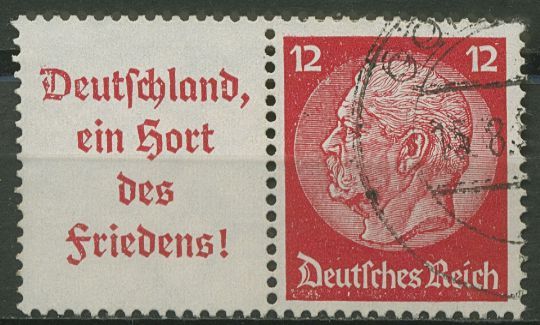 Deutschland,
ein Hort
des
Friedens!
12 12
Deutsches Reich